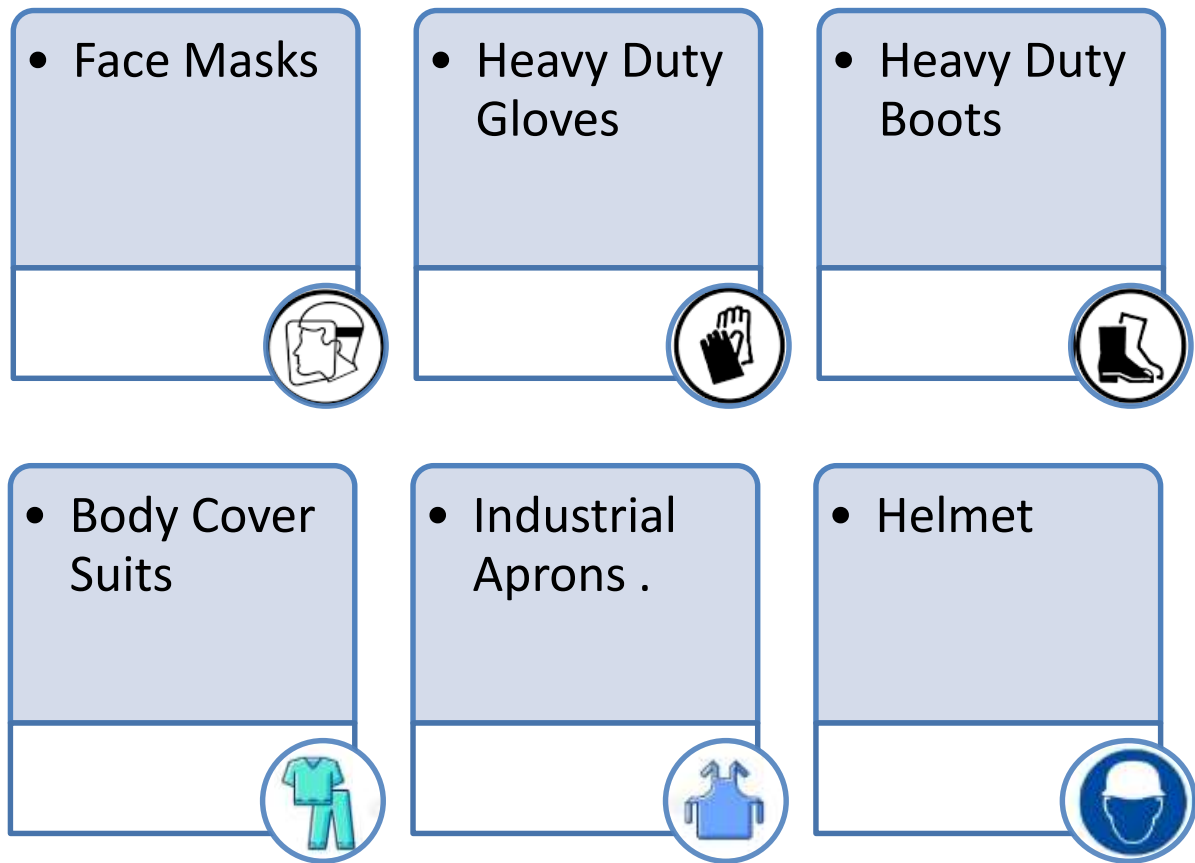 • Face Masks
• Heavy Duty
Gloves
• Heavy Duty
Boots
• Body Cover
Suits
• Industrial
Aprons .
• Helmet